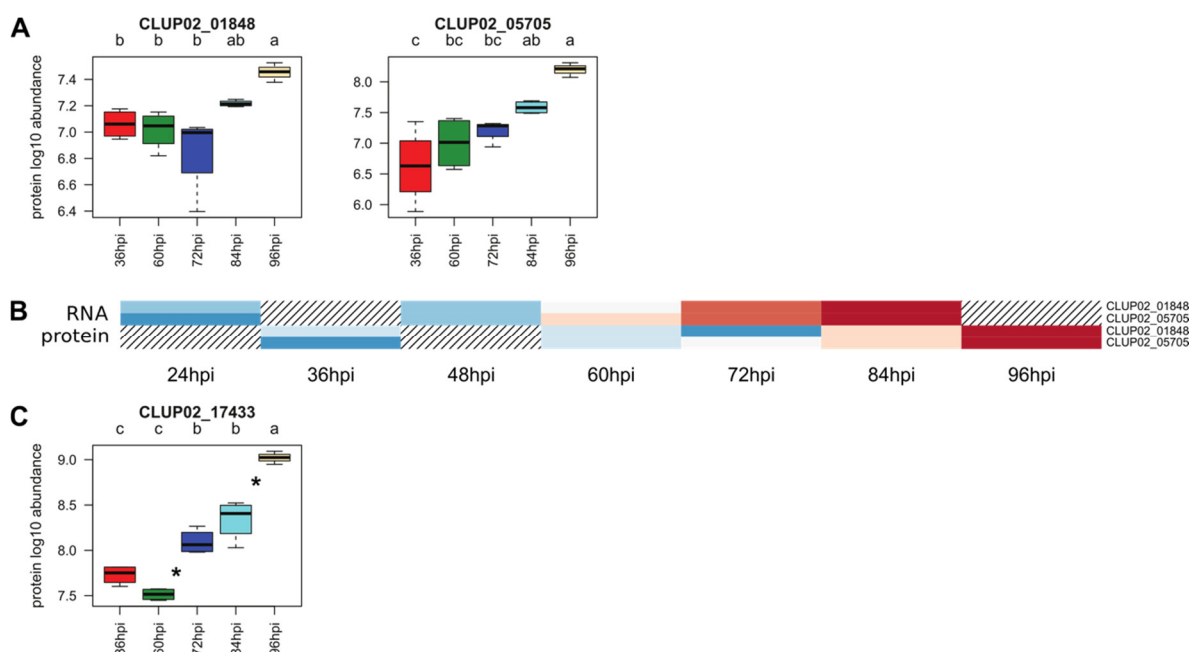 A
CLUP02_01848
b b b ab a
protein log10 abundance
7.4
7.2
7.0
6.8
6.6
6.4
36hpi 60hpi 72hpi 84hpi 96hpi
CLUP02_05705
c bc bc ab a
8.0
7.5
7.0
6.5
6.0
36hpi 60hpi 72hpi 84hpi 96hpi
B
RNA
protein
CLUP02_01848
CLUP02_05705
CLUP02_01848
CLUP02_05705
24hpi 36hpi 48hpi 60hpi 72hpi 84hpi 96hpi
C
CLUP02_17433
c c b b a
protein log10 abundance
9.0
8.5
8.0
7.5
* *
36hpi 60hpi 72hpi 84hpi 96hpi